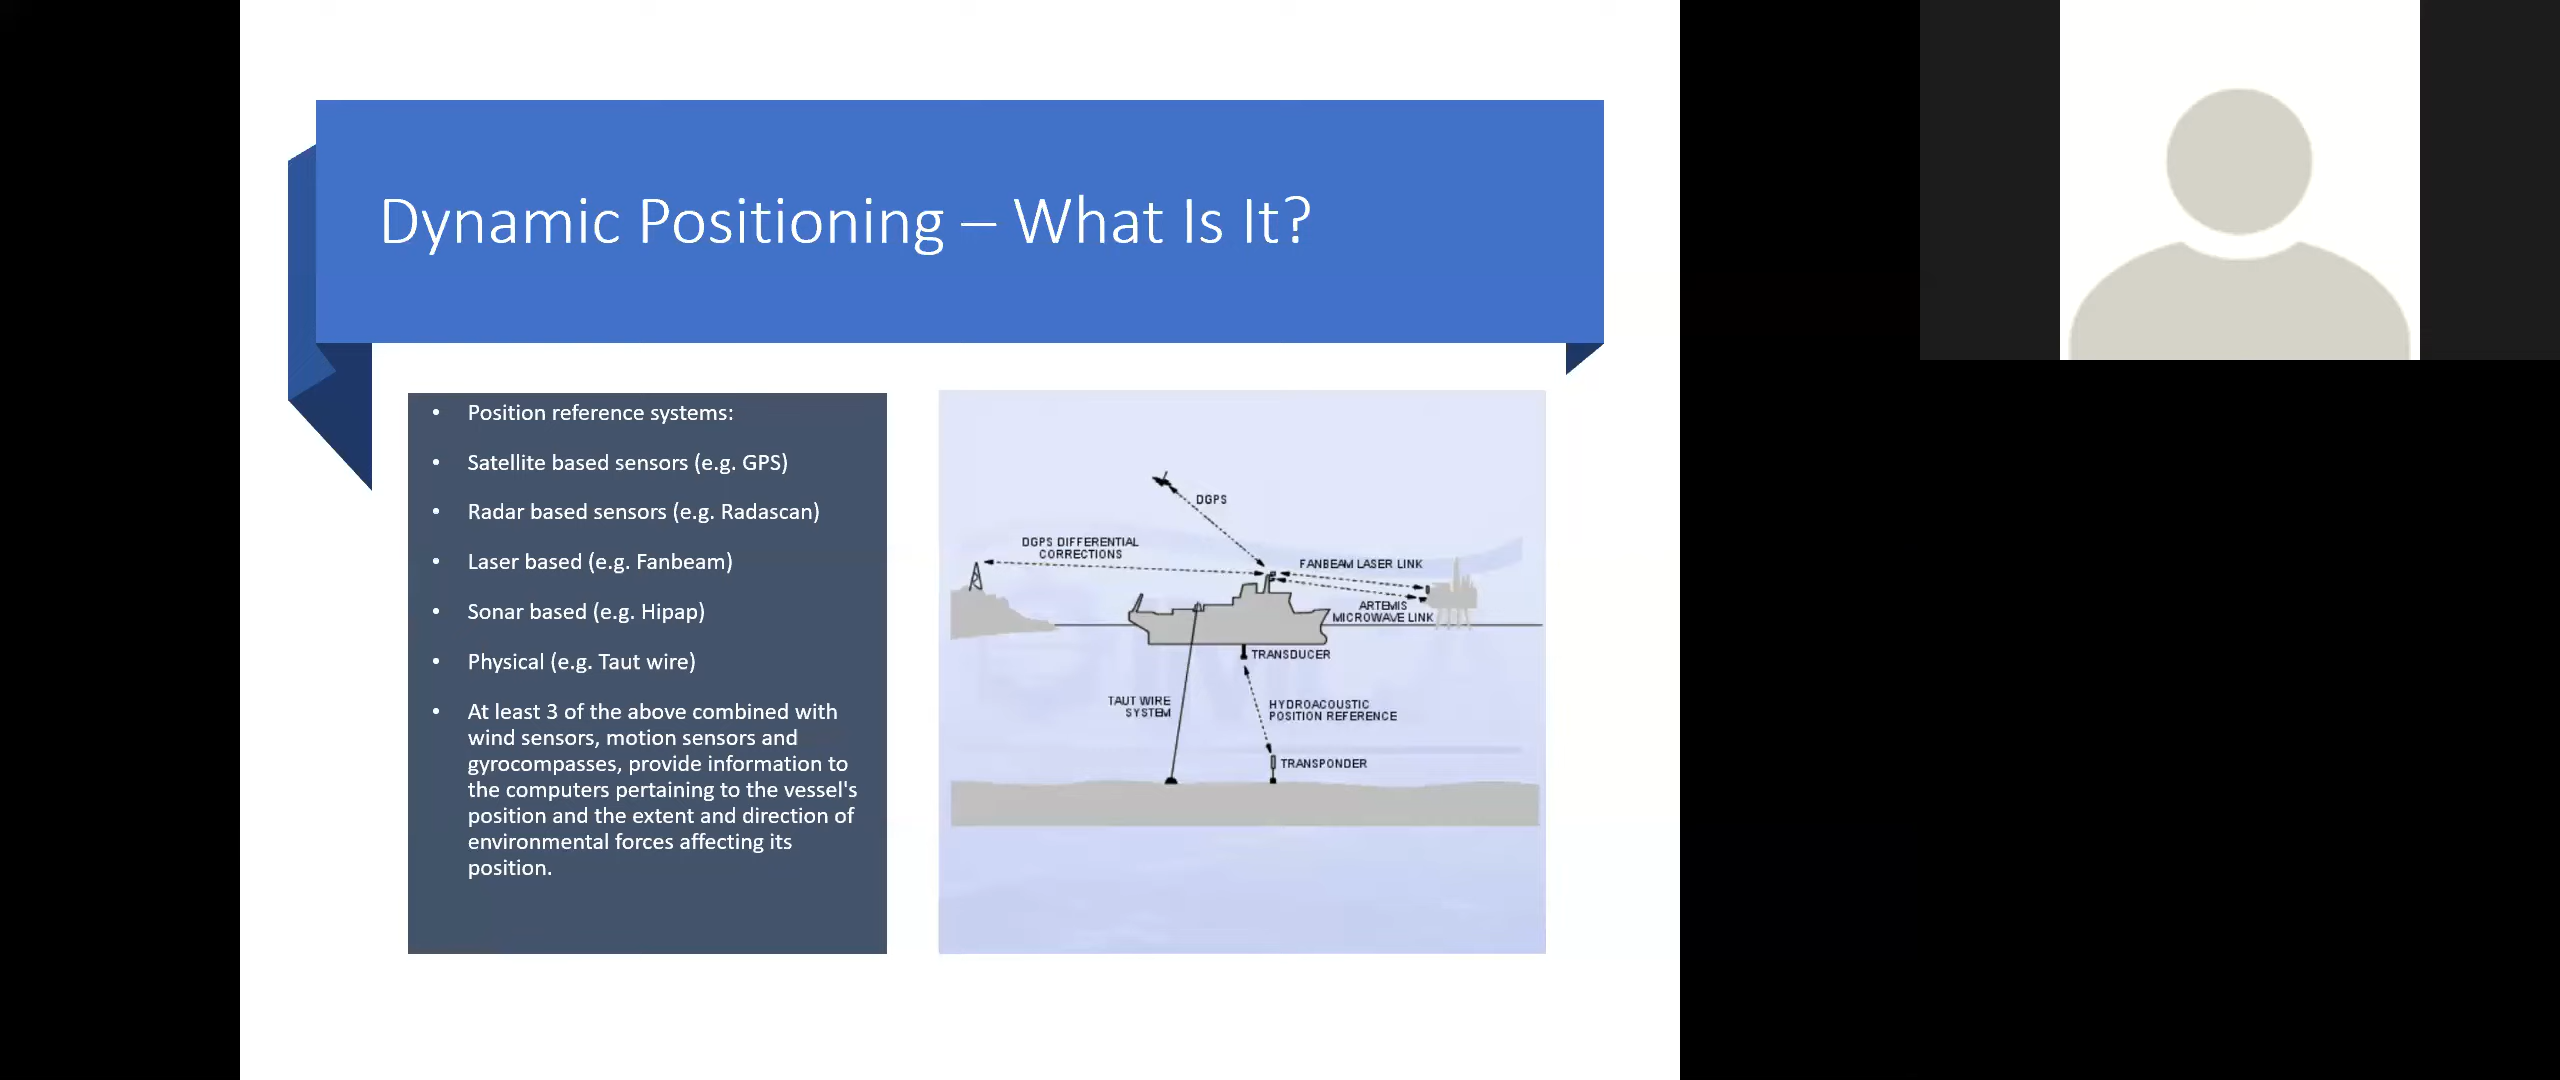 Dynamic Positioning – What Is It?
• Position reference systems:
• Satellite based sensors (e.g. GPS)
• Radar based sensors (e.g. Radascan)
• Laser based (e.g. Fanbeam)
• Sonar based (e.g. Hipap)
• Physical (e.g. Taut wire)
• At least 3 of the above combined with
wind sensors, motion sensors and
gyrocompasses, provide information to
the computers pertaining to the vessel's
position and the extent and direction of
environmental forces affecting its
position.
DGPS
DGPS DIFFERENTIAL
CORRECTIONS
FANBEAM LASER LINK
ARTEMIS
MICROWAVE LINK
TRANSDUCER
TAUT WIRE
SYSTEM
HYDROACOUSTIC
POSITION REFERENCE
TRANSPONDER